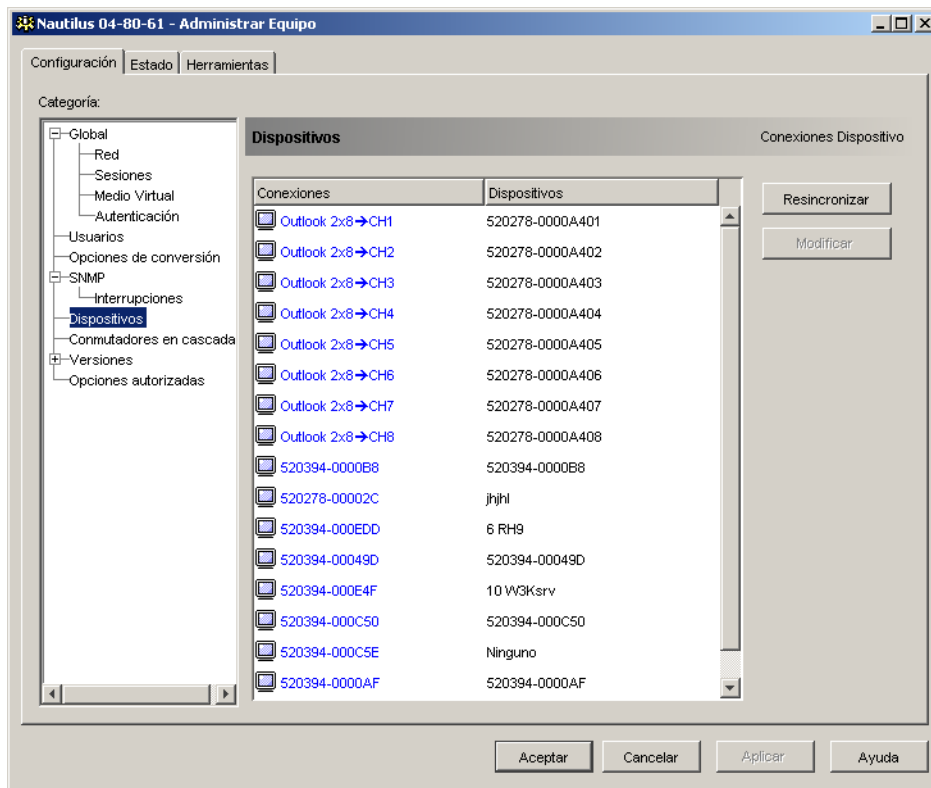 Nautilus 04-80-61 - Administrar Equipo
Configuración Estado Herramientas
Categoría:
Global
Red
Sesiones
Medio Virtual
Autenticación
Usuarios
Opciones de conversión
SNMP
Interrupciones
Dispositivos
Conmutadores en cascada
Versiones
Opciones autorizadas
Dispositivos Conexiones Dispositivo
Conexiones Dispositivos
Outlook 2x8➔CH1 520278-0000A401
Outlook 2x8➔CH2 520278-0000A402
Outlook 2x8➔CH3 520278-0000A403
Outlook 2x8➔CH4 520278-0000A404
Outlook 2x8➔CH5 520278-0000A405
Outlook 2x8➔CH6 520278-0000A406
Outlook 2x8➔CH7 520278-0000A407
Outlook 2x8➔CH8 520278-0000A408
520394-0000B8 520394-0000B8
520278-00002C jhjhl
520394-000EDD 6 RH9
520394-00049D 520394-00049D
520394-000E4F 10 W3Ksrv
520394-000C50 520394-000C50
520394-000C5E Ninguno
520394-0000AF 520394-0000AF
Resincronizar
Modificar
Aceptar Cancelar Aplicar Ayuda